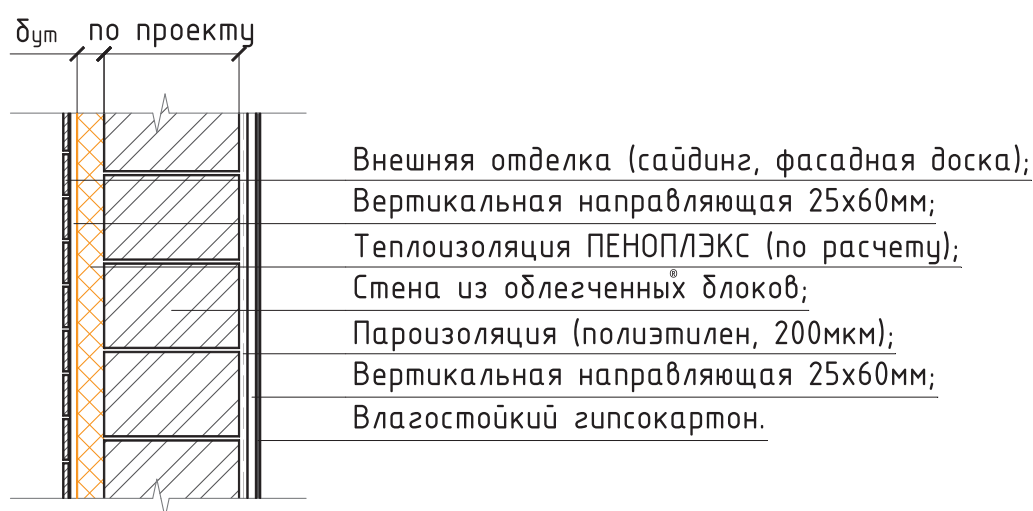 δут по проекту
Внешняя отделка (сайдинг, фасадная доска);
Вертикальная направляющая 25х60мм;
Теплоизоляция ПЕНОПЛЭКС (по расчету);
®
Стена из облегченных блоков;
Пароизоляция (полиэтилен, 200мкм);
Вертикальная направляющая 25х60мм;
Влагостойкий гипсокартон.